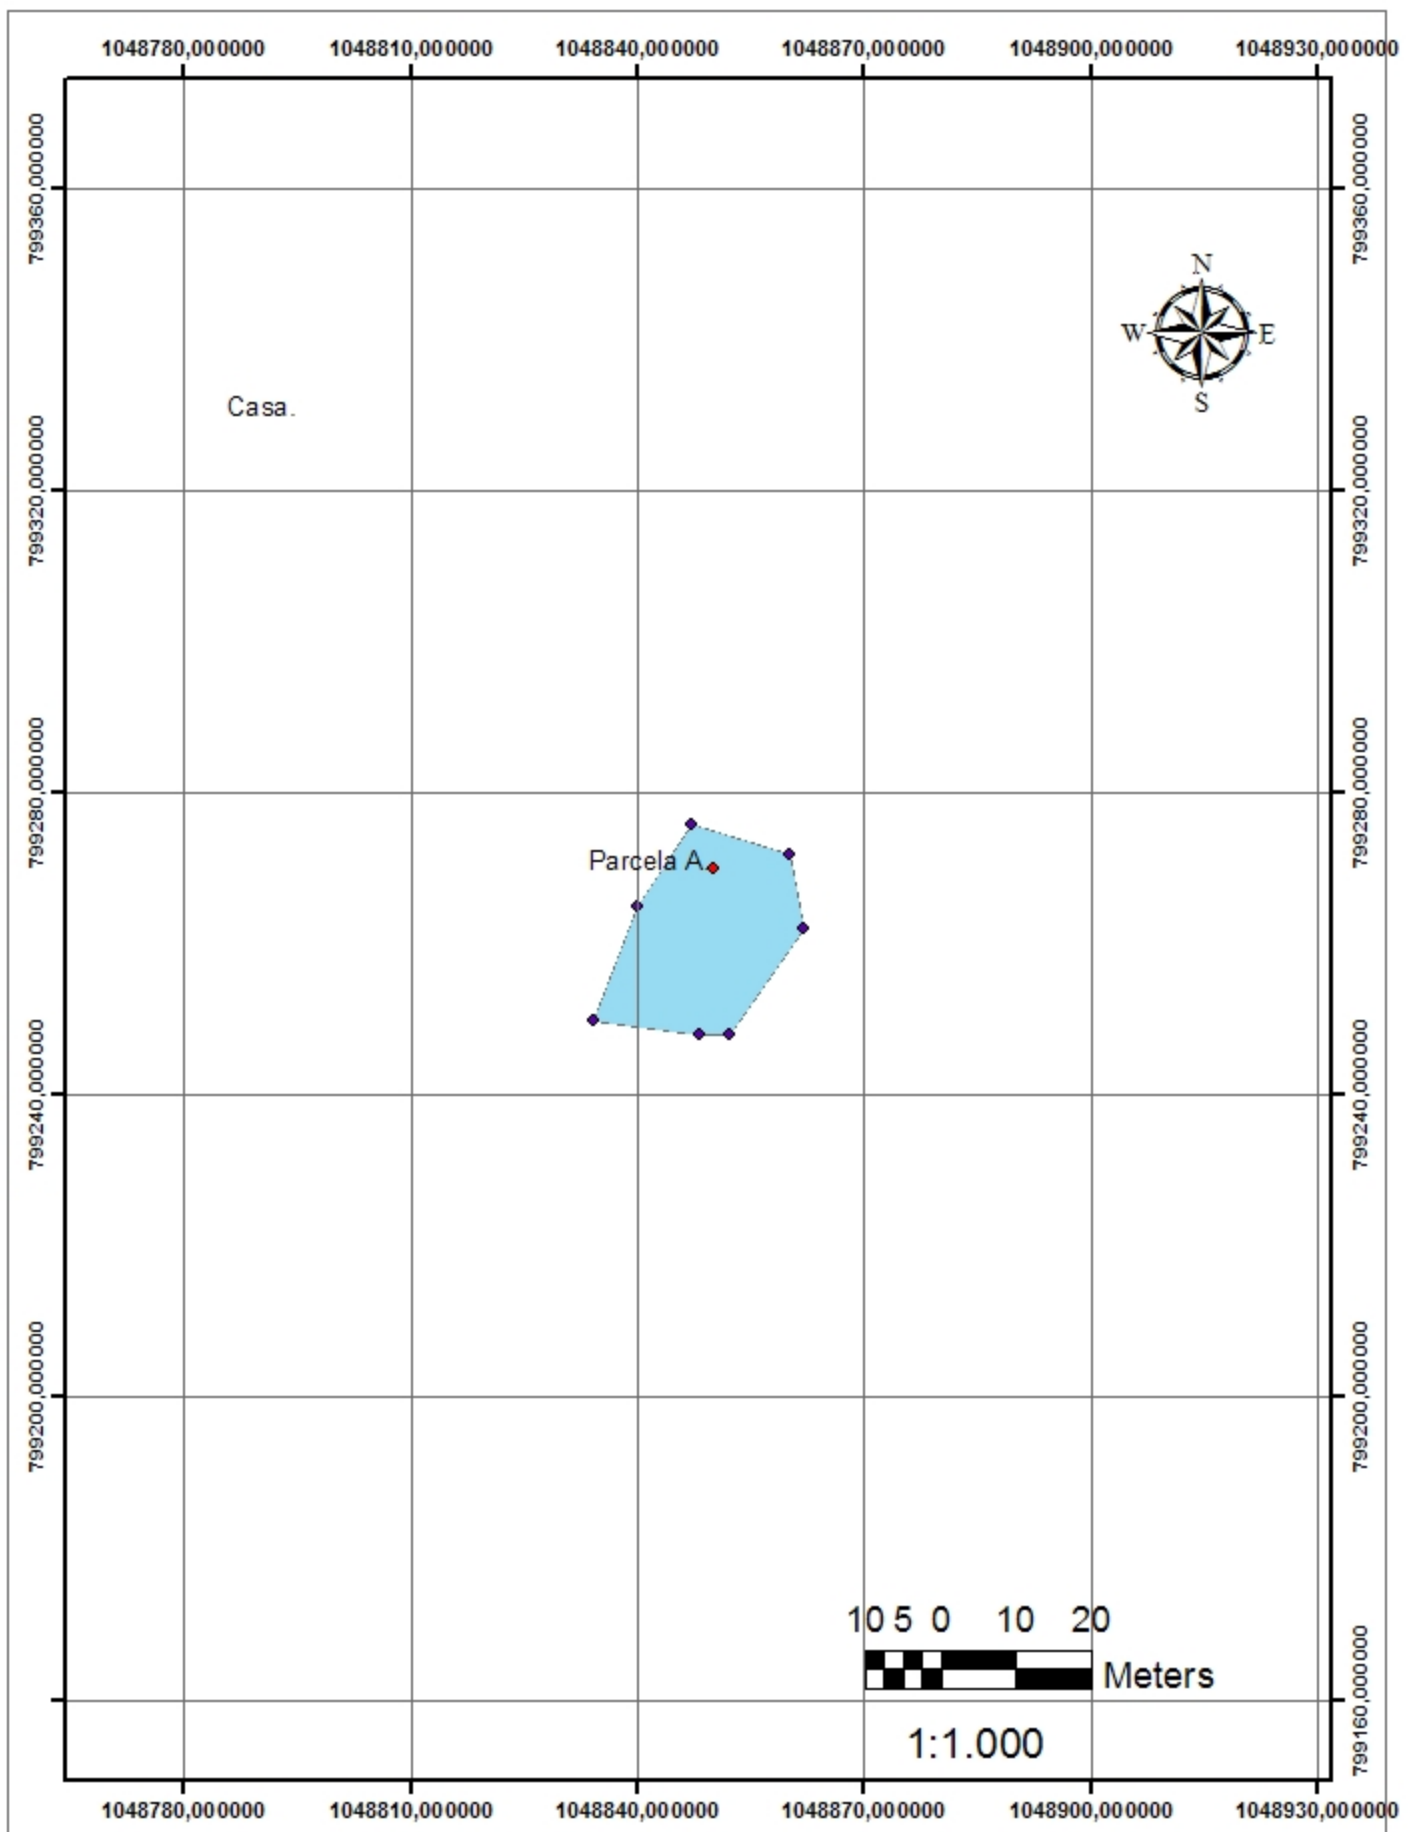 1048780,000000 1048810,000000 1048840,000000 1048870,000000 1048900,000000 1048930,000000
799360,000000 799360,000000
N
W E
S
Casa.
799320,000000 799320,000000
799280,000000 799280,000000
Parcela A
799240,000000 799240,000000
799200,000000 799200,000000
10 5 0 10 20
Meters
799160,000000
1:1.000
1048780,000000 1048810,000000 1048840,000000 1048870,000000 1048900,000000 1048930,000000